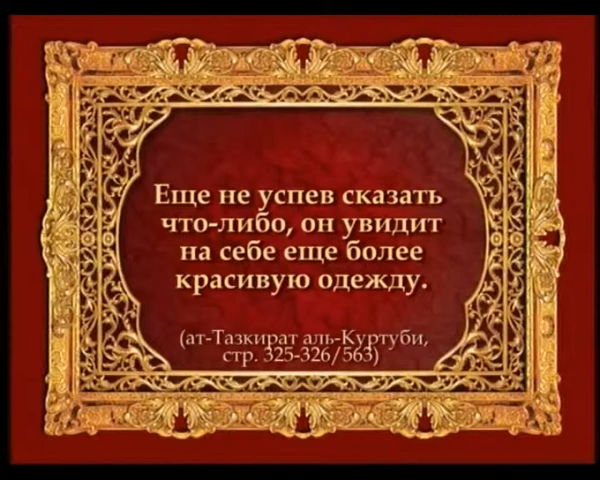 Еще не успев сказать
что-либо, он увидит
на себе еще более
красивую одежду.
(ат-Тазкират аль-Куртуби,
стр. 325-326/563)